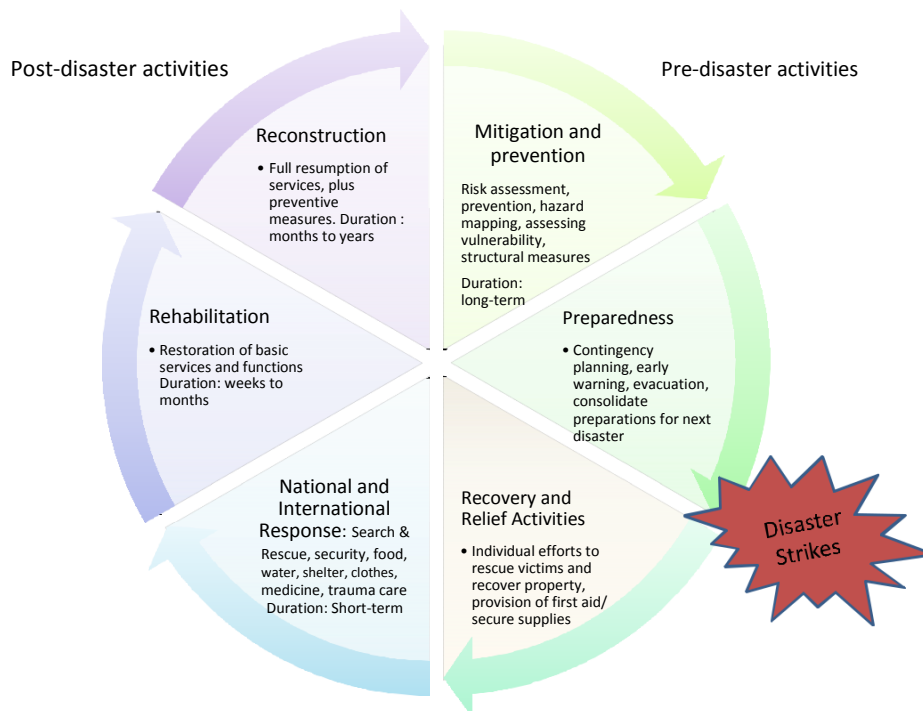 Post-disaster activities
Pre-disaster activities
Mitigation and
prevention
Risk assessment,
prevention, hazard
mapping, assessing
vulnerability,
structural measures
Duration:
long-term
Preparedness
• Contingency
planning, early
warning, evacuation,
consolidate
preparations for next
disaster
Disaster
Strikes
Recovery and
Relief Activities
• Individual efforts to
rescue victims and
recover property,
provision of first aid/
secure supplies
National and
International
Response: Search &
Rescue, security, food,
water, shelter, clothes,
medicine, trauma care
Duration: Short-term
Rehabilitation
• Restoration of basic
services and functions
Duration: weeks to
months
Reconstruction
• Full resumption of
services, plus
preventive
measures. Duration :
months to years